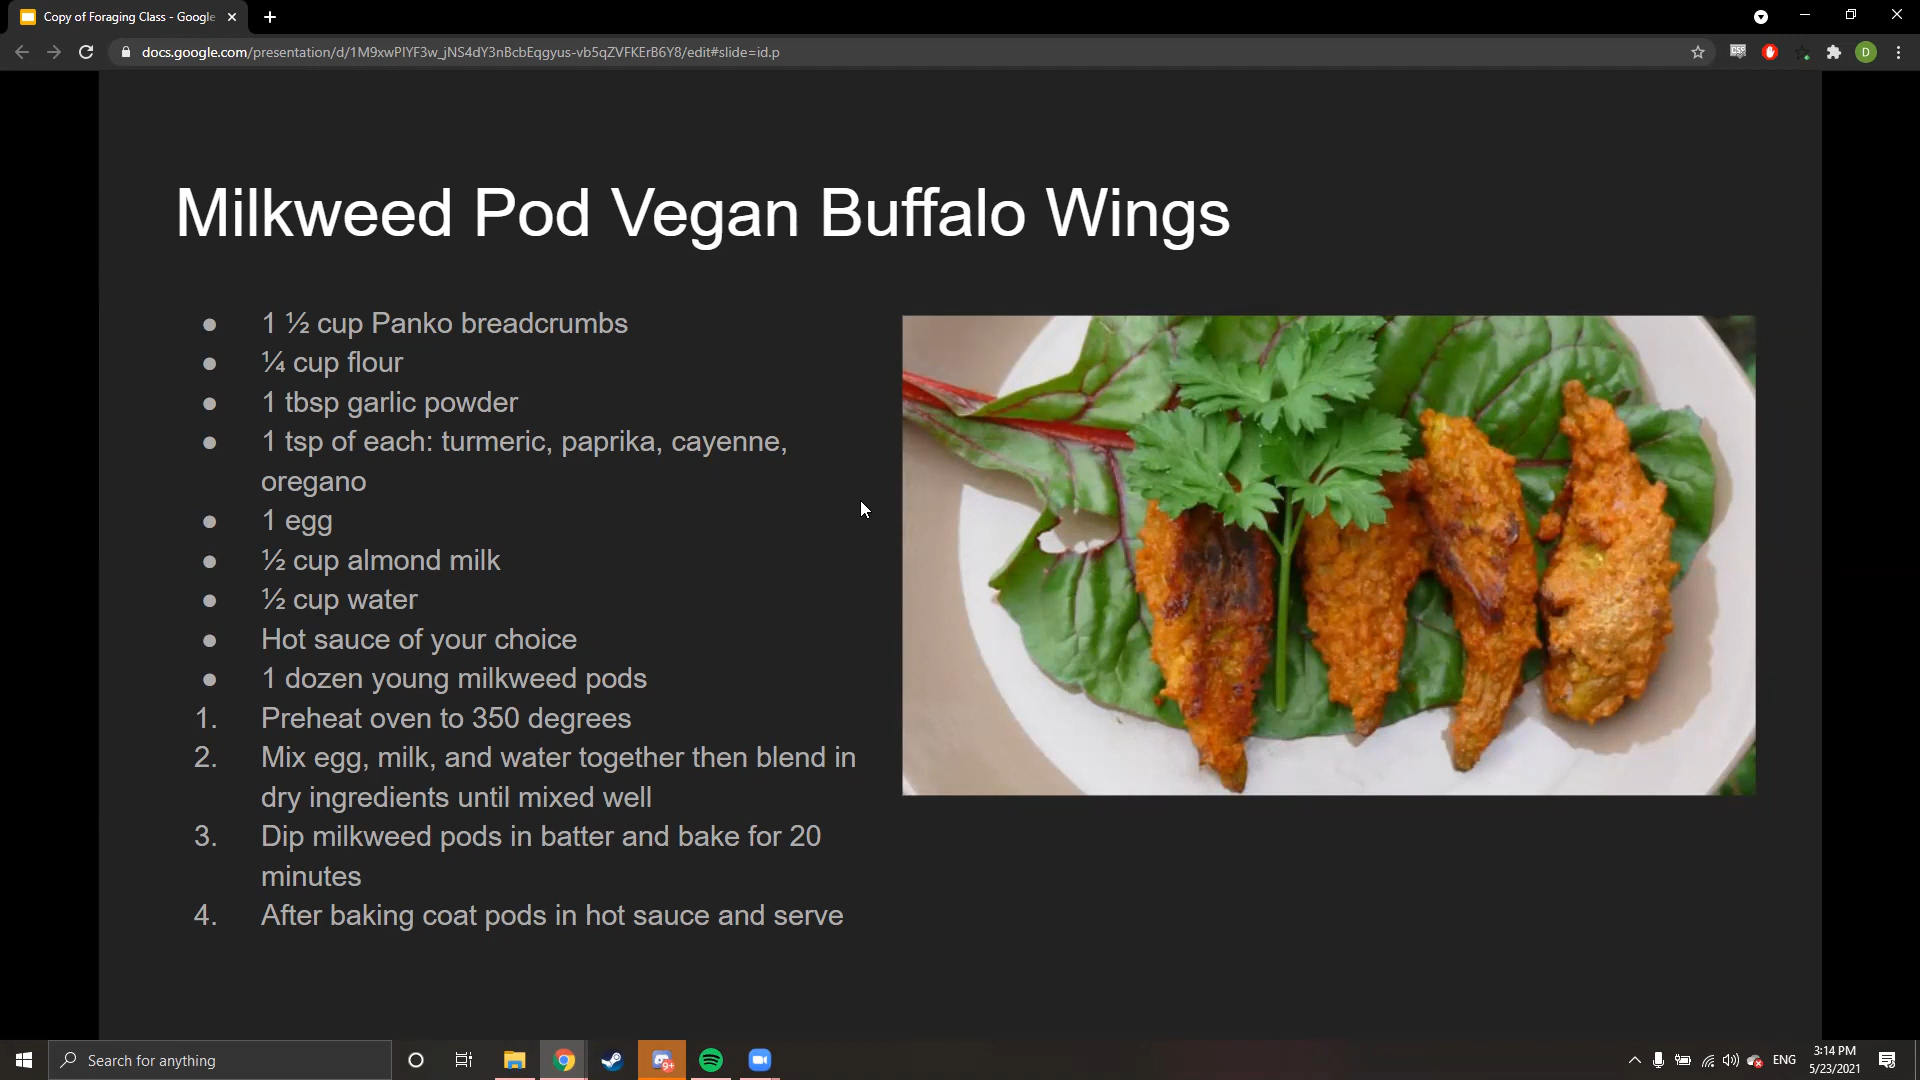 Copy of Foraging Class - Google
docs.google.com/presentation/d/1M9xwPIYF3w_jNS4dY3nBcbEqgyus-vb5qZVFKErB6Y8/edit#slide=id.p
D
Milkweed Pod Vegan Buffalo Wings
● 1 ½ cup Panko breadcrumbs
● ¼ cup flour
● 1 tbsp garlic powder
● 1 tsp of each: turmeric, paprika, cayenne,
oregano
● 1 egg
● ½ cup almond milk
● ½ cup water
● Hot sauce of your choice
● 1 dozen young milkweed pods
1. Preheat oven to 350 degrees
2. Mix egg, milk, and water together then blend in
dry ingredients until mixed well
3. Dip milkweed pods in batter and bake for 20
minutes
4. After baking coat pods in hot sauce and serve
Search for anything
9+
ENG
3:14 PM
5/23/2021